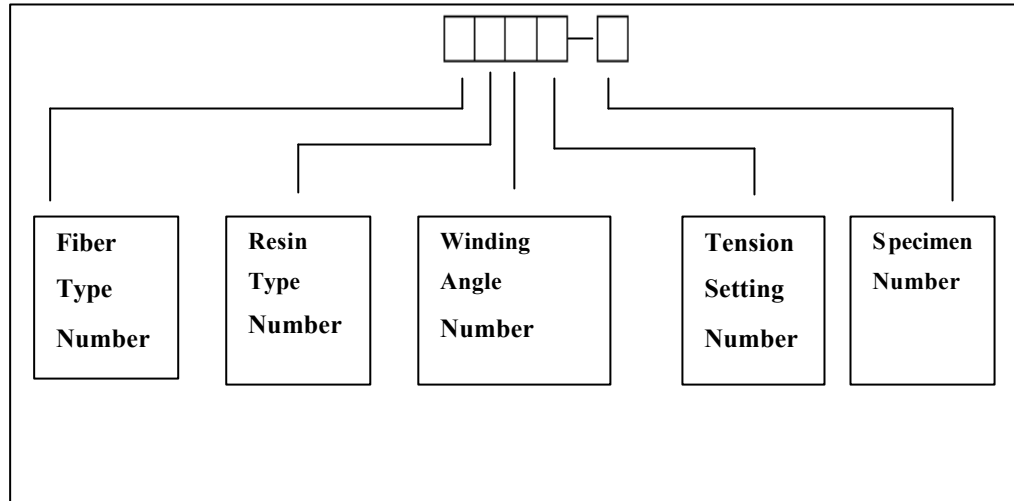 Fiber
Type
Number
Resin
Type
Number
Winding
Angle
Number
Tension
Setting
Number
Specimen
Number